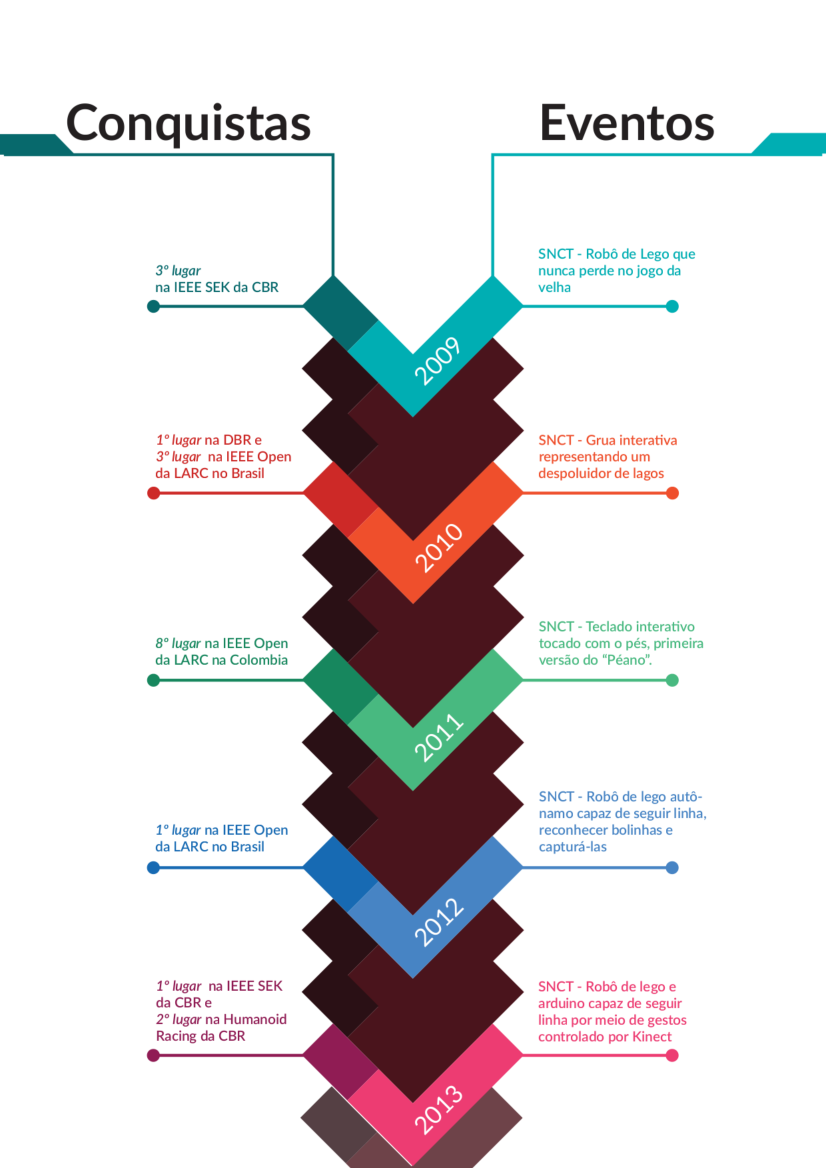 Conquistas
Eventos
3º lugar
na IEEE SEK da CBR
SNCT - Robô de Lego que
nunca perde no jogo da
velha
2009
1º lugar na DBR e
3º lugar na IEEE Open
da LARC no Brasil
SNCT - Grua interativa
representando um
despoluidor de lagos
2010
8º lugar na IEEE Open
da LARC na Colombia
SNCT - Teclado interativo
tocado com o pés, primeira
versão do “Péano”.
2011
1º lugar na IEEE Open
da LARC no Brasil
SNCT - Robô de lego autô-
namo capaz de seguir linha,
reconhecer bolinhas e
capturá-las
2012
1º lugar na IEEE SEK
da CBR e
2º lugar na Humanoid
Racing da CBR
SNCT - Robô de lego e
arduino capaz de seguir
linha por meio de gestos
controlado por Kinect
2013